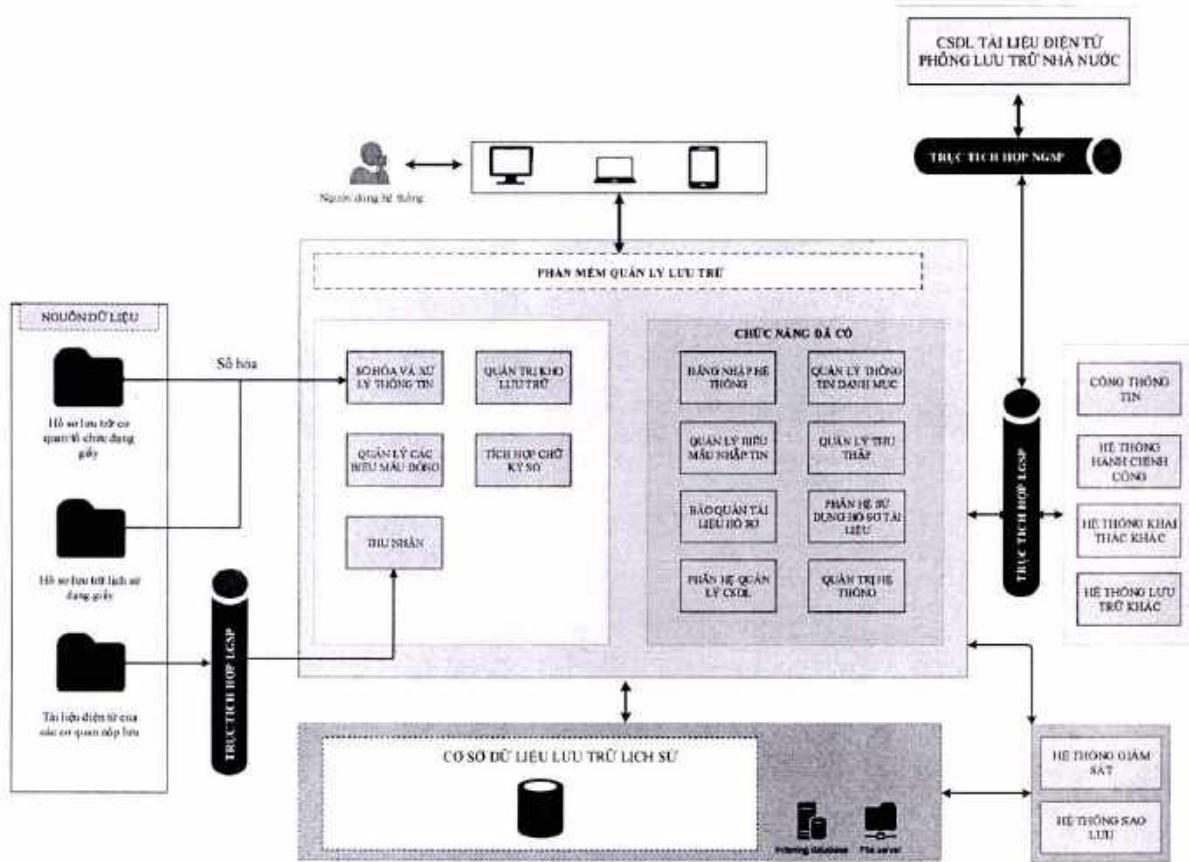 CSDL TÀI LIỆU ĐIỆN TỬ
PHÔNG LƯU TRỮ NHÀ NƯỚC
TRỤC TÍCH HỢP NGSP
Người dùng hệ thống
PHẦN MỀM QUẢN LÝ LƯU TRỮ
NGUỒN DỮ LIỆU
Số hóa
Hồ sơ lưu trữ cơ
quan tổ chức dạng
giấy
Hồ sơ lưu trữ lịch sử
dạng giấy
Tài liệu điện tử của
các cơ quan nộp lưu
TRỤC TÍCH HỢP LGSP
SỐ HÓA VÀ XỬ
LÝ THÔNG TIN
QUẢN TRỊ KHO
LƯU TRỮ
QUẢN LÝ CÁC
BIỂU MẪU ĐỘNG
TÍCH HỢP CHỮ
KÝ SỐ
THU NHẬN
CHỨC NĂNG ĐÃ CÓ
ĐĂNG NHẬP HỆ
THỐNG
QUẢN LÝ THÔNG
TIN DANH MỤC
QUẢN LÝ BIỂU
MẪU NHẬP TIN
QUẢN LÝ THU
THẬP
BẢO QUẢN TÀI
LIỆU HỒ SƠ
PHÂN HỆ SỬ
DỤNG HỒ SƠ TÀI
LIỆU
PHÂN HỆ QUẢN
LÝ CSDL
QUẢN TRỊ HỆ
THỐNG
TRỤC TÍCH HỢP LGSP
CỔNG THÔNG
TIN
HỆ THỐNG
HÀNH CHÍNH
CÔNG
HỆ THỐNG KHAI
THÁC KHÁC
HỆ THỐNG LƯU
TRỮ KHÁC
CƠ SỞ DỮ LIỆU LƯU TRỮ LỊCH SỬ
Indexing database
File server
HỆ THỐNG GIÁM
SÁT
HỆ THỐNG SAO
LƯU